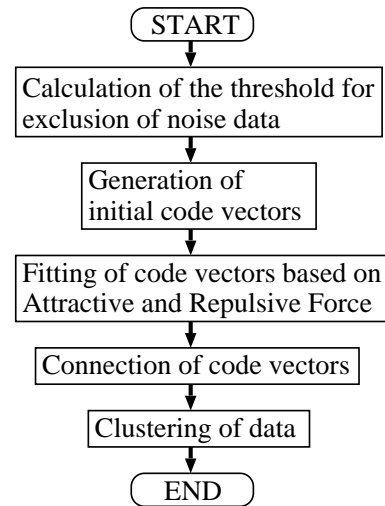 START
Calculation of the threshold for
exclusion of noise data
Generation of
initial code vectors
Fitting of code vectors based on
Attractive and Repulsive Force
Connection of code vectors
Clustering of data
END